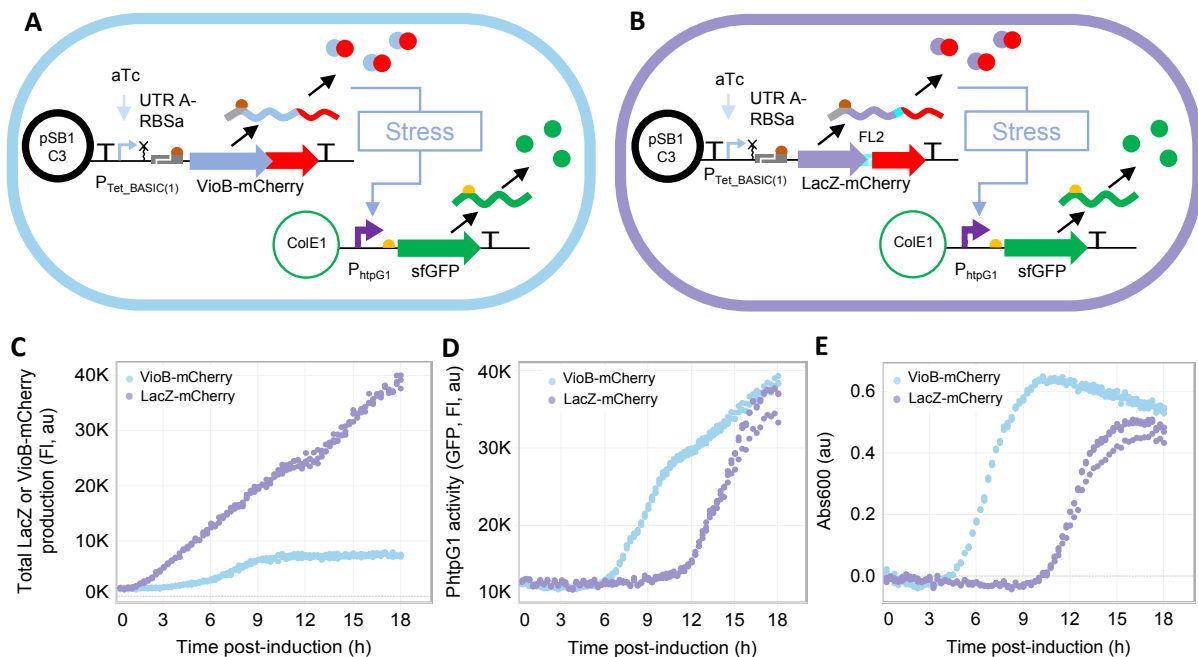 A
aTc
UTR A-
RBSa
pSB1
C3
PTet_BASIC(1)
VioB-mCherry
Stress
ColE1
PhtpG1
sfGFP
B
aTc
UTR A-
RBSa
pSB1
C3
PTet_BASIC(1)
FL2
LacZ-mCherry
Stress
ColE1
PhtpG1
sfGFP
C
Total LacZ or VioB-mCherry
production (FI, au)
40K
30K
20K
10K
0K
VioB-mCherry
LacZ-mCherry
0 3 6 9 12 15 18
Time post-induction (h)
D
PhtpG1 activity (GFP, FI, au)
40K
30K
20K
10K
VioB-mCherry
LacZ-mCherry
0 3 6 9 12 15 18
Time post-induction (h)
E
Abs600 (au)
0.6
0.4
0.2
0.0
VioB-mCherry
LacZ-mCherry
0 3 6 9 12 15 18
Time post-induction (h)